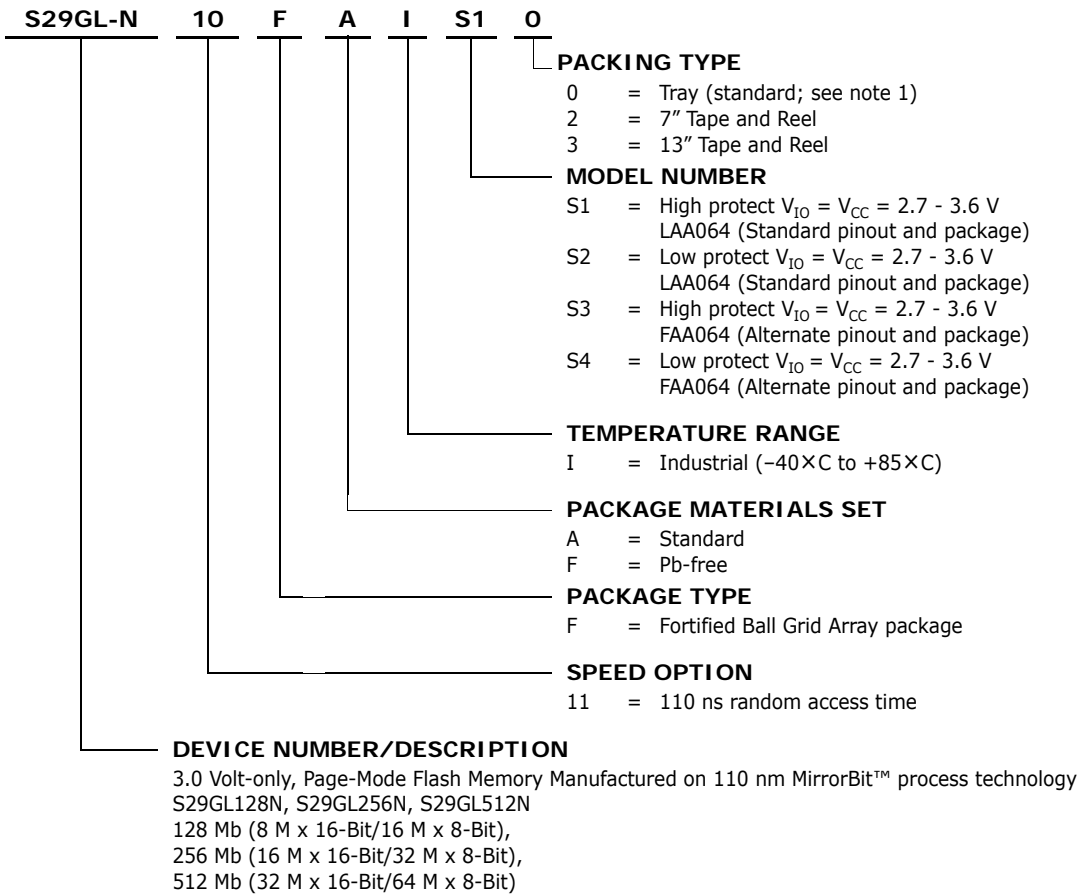 S29GL-N 10 F A I S1 0
PACKING TYPE
0 = Tray (standard; see note 1)
2 = 7″ Tape and Reel
3 = 13″ Tape and Reel
MODEL NUMBER
S1 = High protect VIO = VCC = 2.7 - 3.6 V
LAA064 (Standard pinout and package)
S2 = Low protect VIO = VCC = 2.7 - 3.6 V
LAA064 (Standard pinout and package)
S3 = High protect VIO = VCC = 2.7 - 3.6 V
FAA064 (Alternate pinout and package)
S4 = Low protect VIO = VCC = 2.7 - 3.6 V
FAA064 (Alternate pinout and package)
TEMPERATURE RANGE
I = Industrial (–40×C to +85×C)
PACKAGE MATERIALS SET
A = Standard
F = Pb-free
PACKAGE TYPE
F = Fortified Ball Grid Array package
SPEED OPTION
11 = 110 ns random access time
DEVICE NUMBER/DESCRIPTION
3.0 Volt-only, Page-Mode Flash Memory Manufactured on 110 nm MirrorBit™ process technology
S29GL128N, S29GL256N, S29GL512N
128 Mb (8 M x 16-Bit/16 M x 8-Bit),
256 Mb (16 M x 16-Bit/32 M x 8-Bit),
512 Mb (32 M x 16-Bit/64 M x 8-Bit)